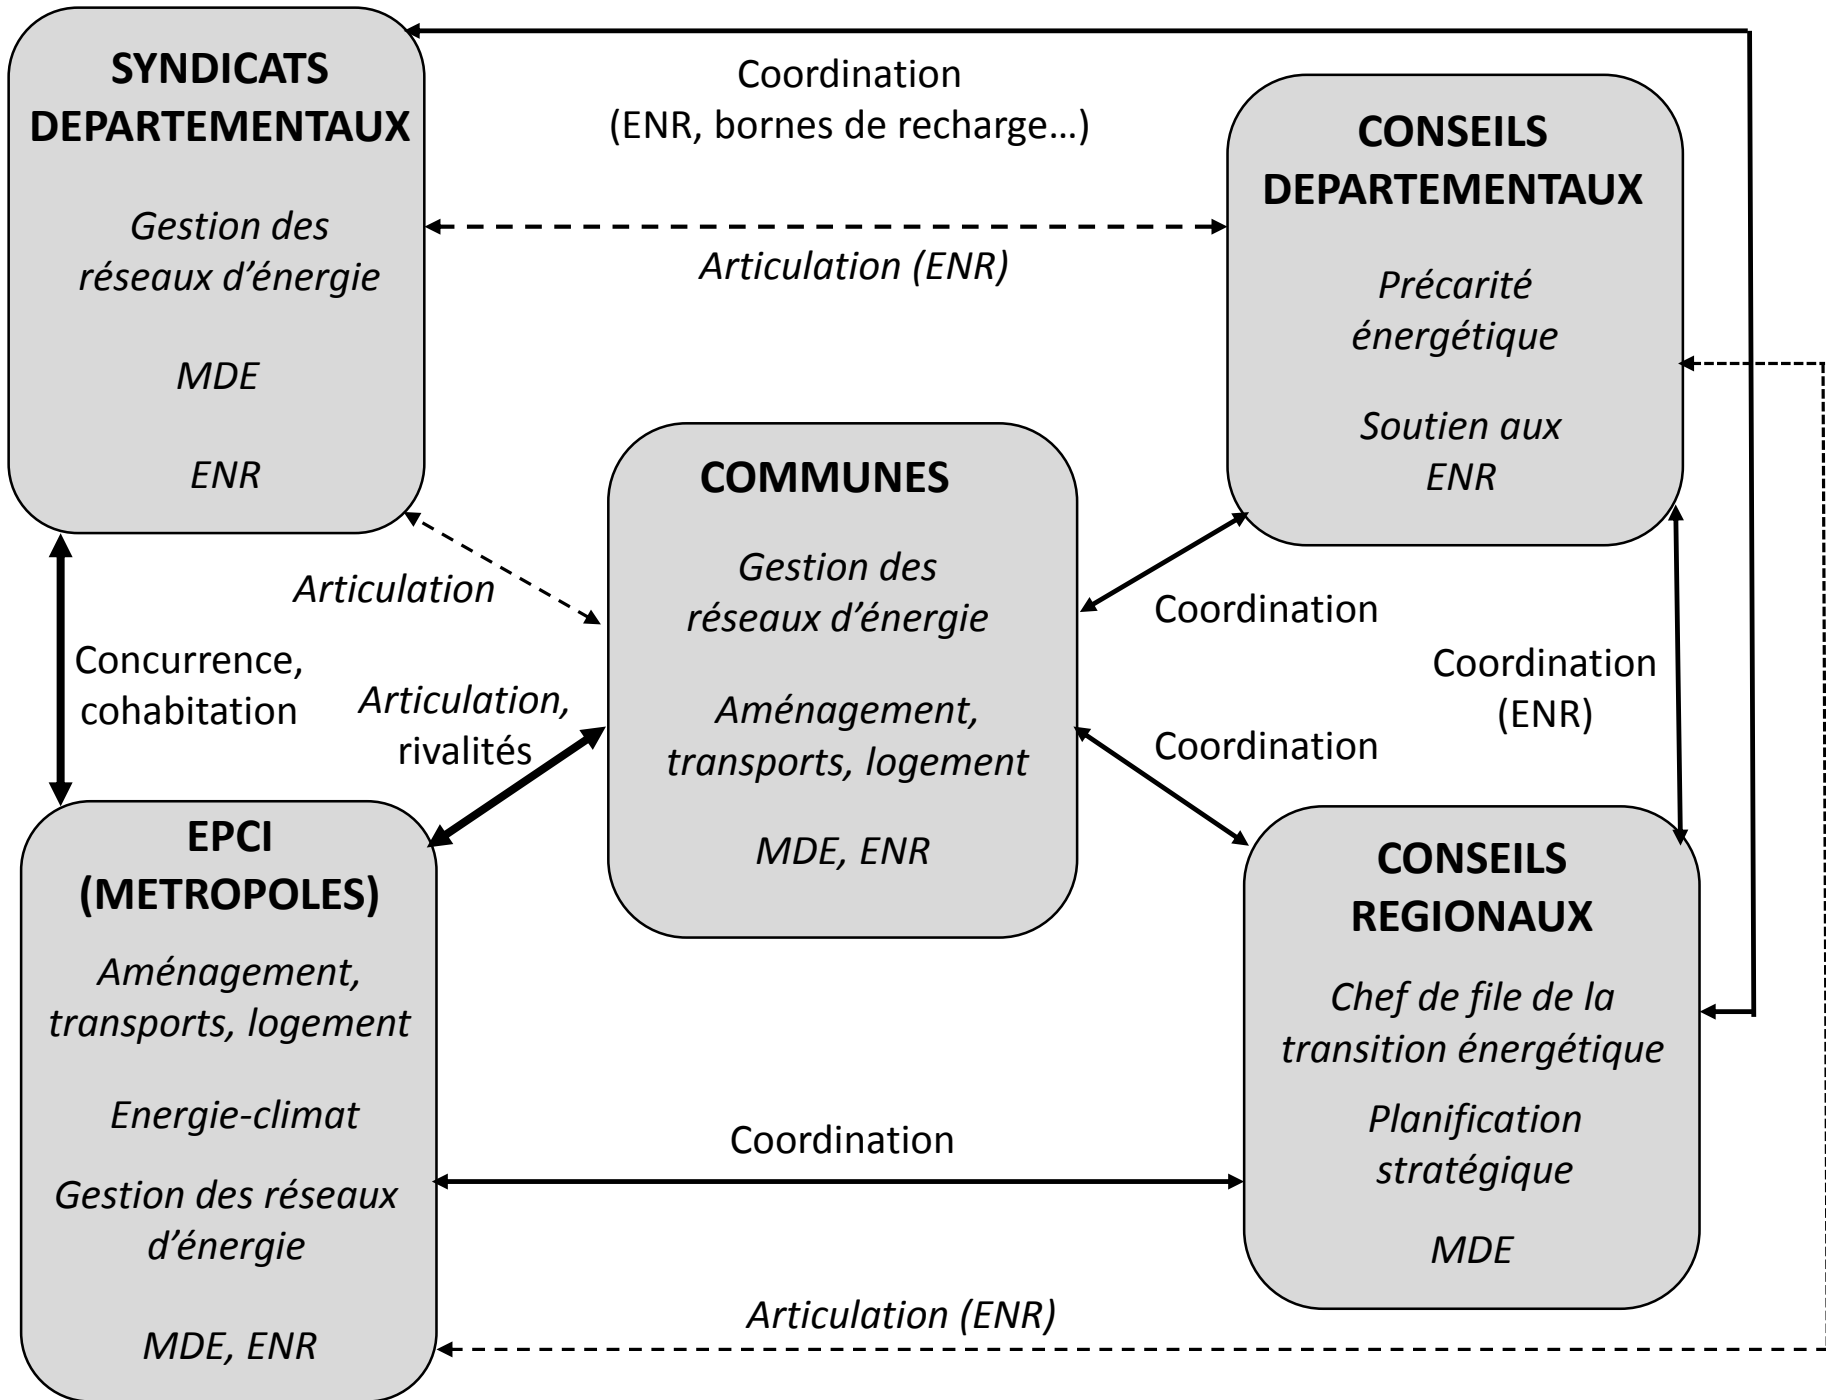 SYNDICATS
DEPARTEMENTAUX
Gestion des
réseaux d’énergie
MDE
ENR
Coordination
(ENR, bornes de recharge…)
Articulation (ENR)
CONSEILS
DEPARTEMENTAUX
Précarité
énergétique
Soutien aux
ENR
COMMUNES
Gestion des
réseaux d’énergie
Aménagement,
transports, logement
MDE, ENR
Articulation
Concurrence,
cohabitation
Articulation,
rivalités
Coordination
Coordination
Coordination
(ENR)
EPCI
(METROPOLES)
Aménagement,
transports, logement
Energie-climat
Gestion des réseaux
d’énergie
MDE, ENR
Coordination
Articulation (ENR)
CONSEILS
REGIONAUX
Chef de file de la
transition énergétique
Planification
stratégique
MDE